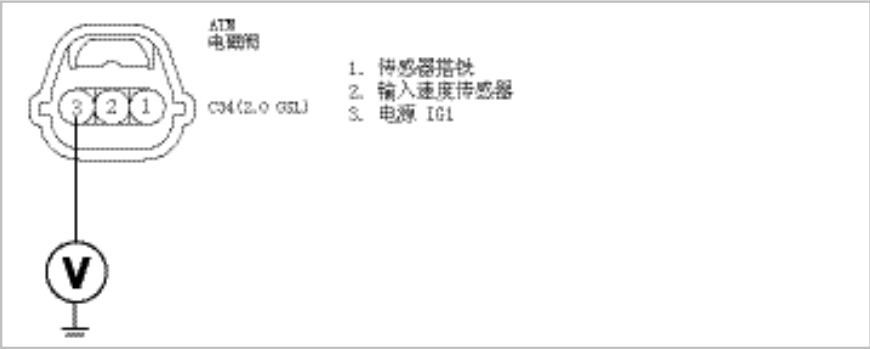 ATM
电磁阀
1. 传感器搭铁
2. 输入速度传感器
3. 电源 IG1
3 2 1
C34(2.0 GSL)
V